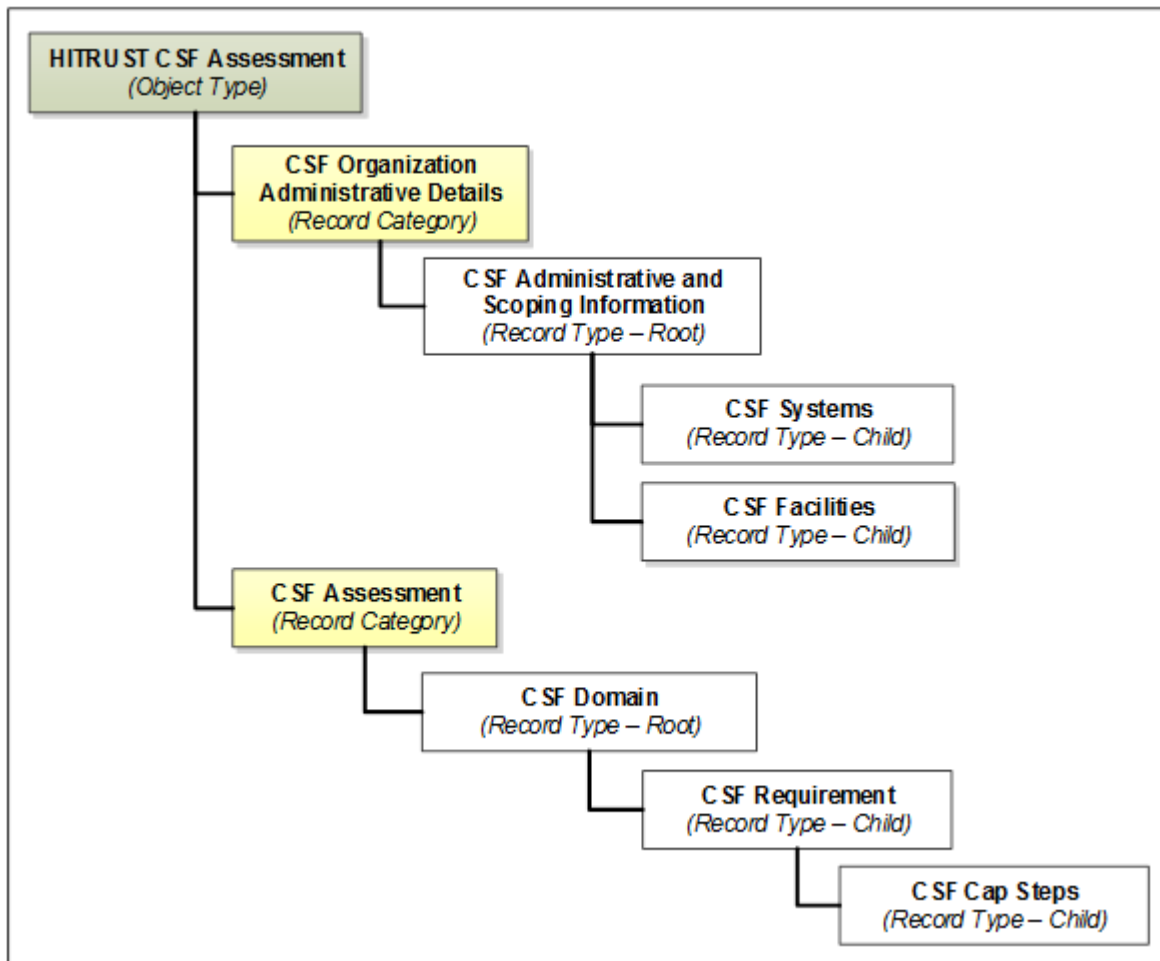 HITRUST CSF Assessment
(Object Type)
CSF Organization
Administrative Details
(Record Category)
CSF Administrative and
Scoping Information
(Record Type – Root)
CSF Systems
(Record Type – Child)
CSF Facilities
(Record Type – Child)
CSF Assessment
(Record Category)
CSF Domain
(Record Type – Root)
CSF Requirement
(Record Type – Child)
CSF Cap Steps
(Record Type – Child)